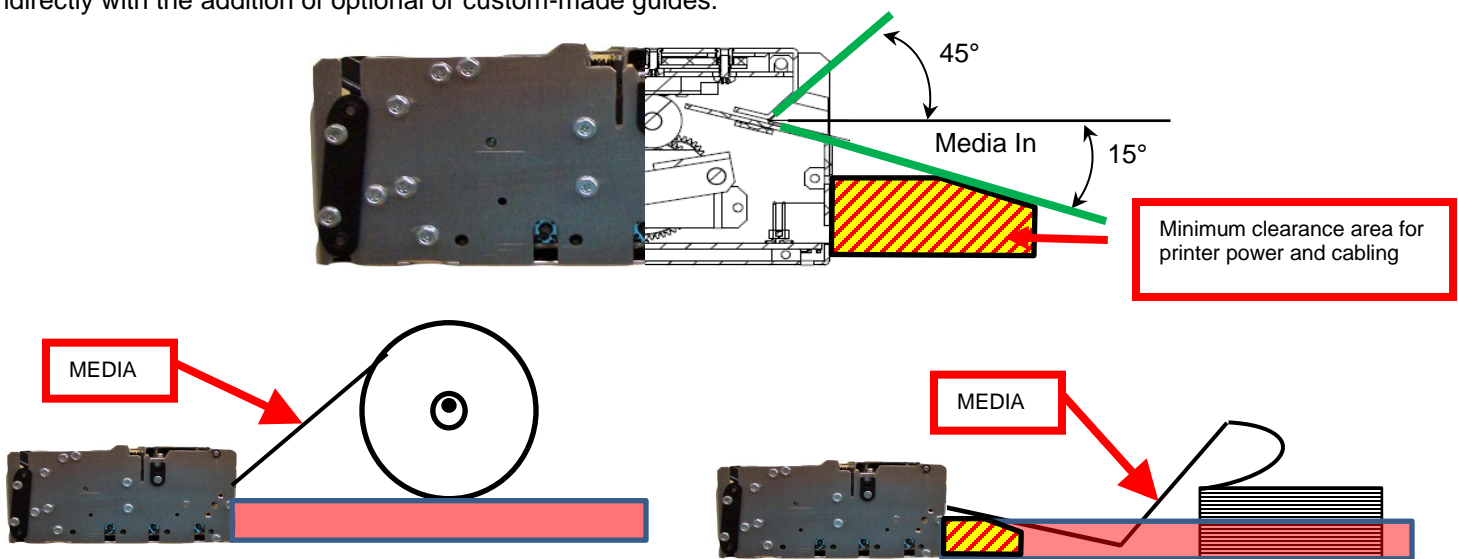 with the addition of optional or custom-made guides.
45°
Media In
15°
Minimum clearance area for
printer power and cabling
MEDIA
MEDIA